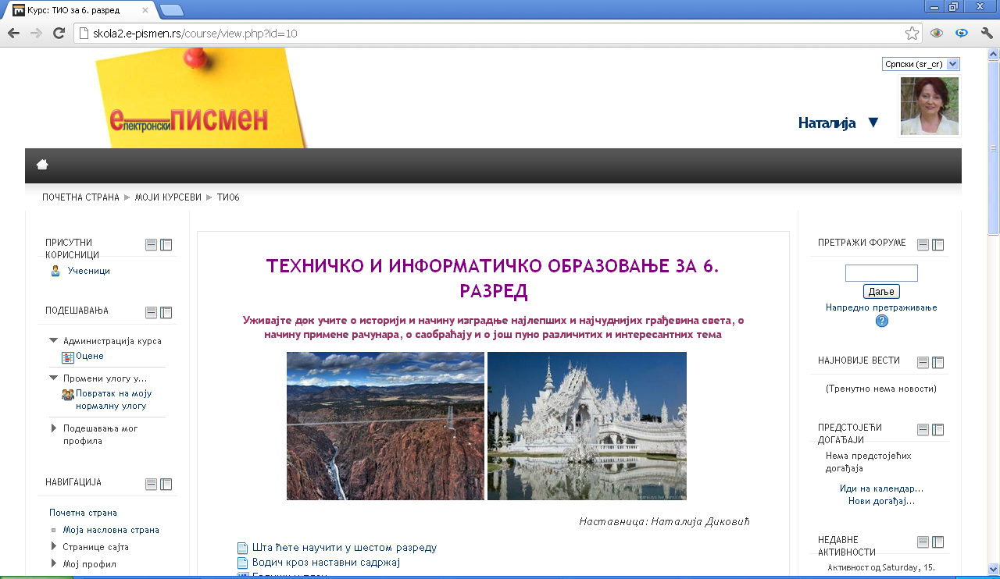 Курс: ТИО за 6. разред
skola2.e-pismen.rs/course/view.php?id=10
Српски (sr_cr)
електронски ПИСМЕН
Наталија ▼
ПОЧЕТНА СТРАНА ► МОЈИ КУРСЕВИ ► ТИО6
ПРИСУТНИ
КОРИСНИЦИ
Учесници
ПОДЕШАВАЊА
Администрација курса
Оцене
Промени улогу у...
Повратак на моју
нормалну улогу
Подешавања мог
профила
НАВИГАЦИЈА
Почетна страна
Моја насловна страна
Странице сајта
Мој профил
ТЕХНИЧКО И ИНФОРМАТИЧКО ОБРАЗОВАЊЕ ЗА 6.
РАЗРЕД
Уживајте док учите о историји и начину изградње најлепших и најчуднијих грађевина света, о
начину примене рачунара, о саобраћају и о још пуно различитих и интересантних тема
Наставница: Наталија Диковић
Шта ћете научити у шестом разреду
Водич кроз наставни садржај
ПРЕТРАЖИ ФОРУМЕ
Даље
Напредно претраживање
НАЈНОВИЈЕ ВЕСТИ
(Тренутно нема новости)
ПРЕДСТОЈЕЋИ
ДОГАЂАЈИ
Нема предстојећих
догађаја
Иди на календар...
Нови догађај...
НЕДАВНЕ
АКТИВНОСТИ
Активност од Saturday, 15.